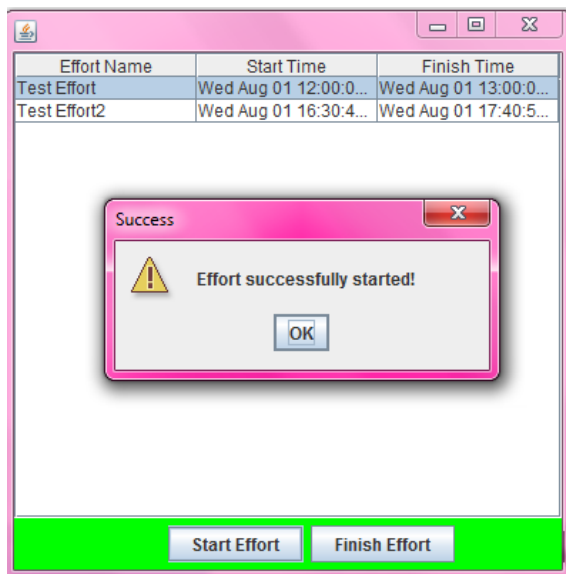 Effort Name Start Time Finish Time
Test Effort Wed Aug 01 12:00:0... Wed Aug 01 13:00:0...
Test Effort2 Wed Aug 01 16:30:4... Wed Aug 01 17:40:5...
Success
Effort successfully started!
OK
Start Effort Finish Effort